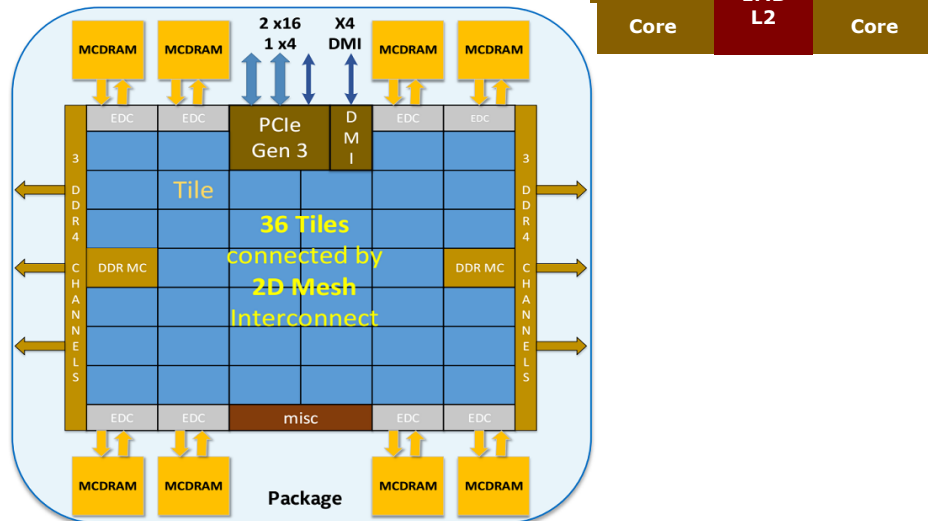 2 x16
1 x4
X4
DMI
MCDRAM
MCDRAM
MCDRAM
MCDRAM
L2
Core
Core
EDC
EDC
PCIe
Gen 3
D
M
I
EDC
EDC
3
D
D
R
4
C
H
A
N
N
E
L
S
Tile
36 Tiles
connected by
2D Mesh
Interconnect
DDR MC
DDR MC
3
D
D
R
4
C
H
A
N
N
E
L
S
EDC
EDC
misc
EDC
EDC
MCDRAM
MCDRAM
Package
MCDRAM
MCDRAM